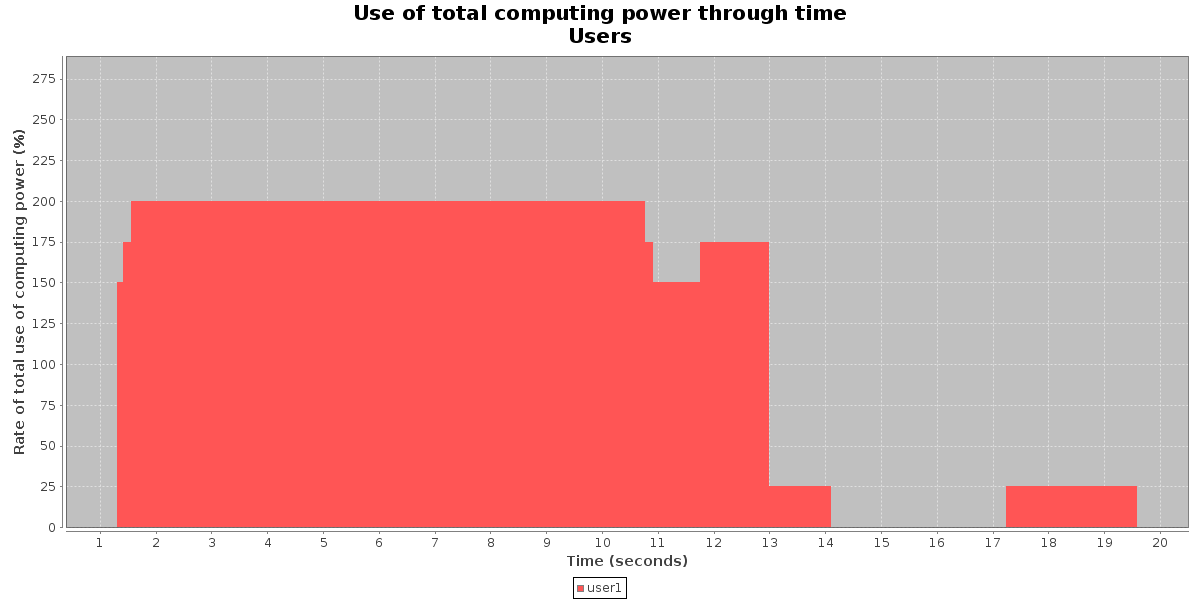 Use of total computing power through time
Users
Rate of total use of computing power (%)
275
250
225
200
175
150
125
100
75
50
25
0
1 2 3 4 5 6 7 8 9 10 11 12 13 14 15 16 17 18 19 20
Time (seconds)
user1